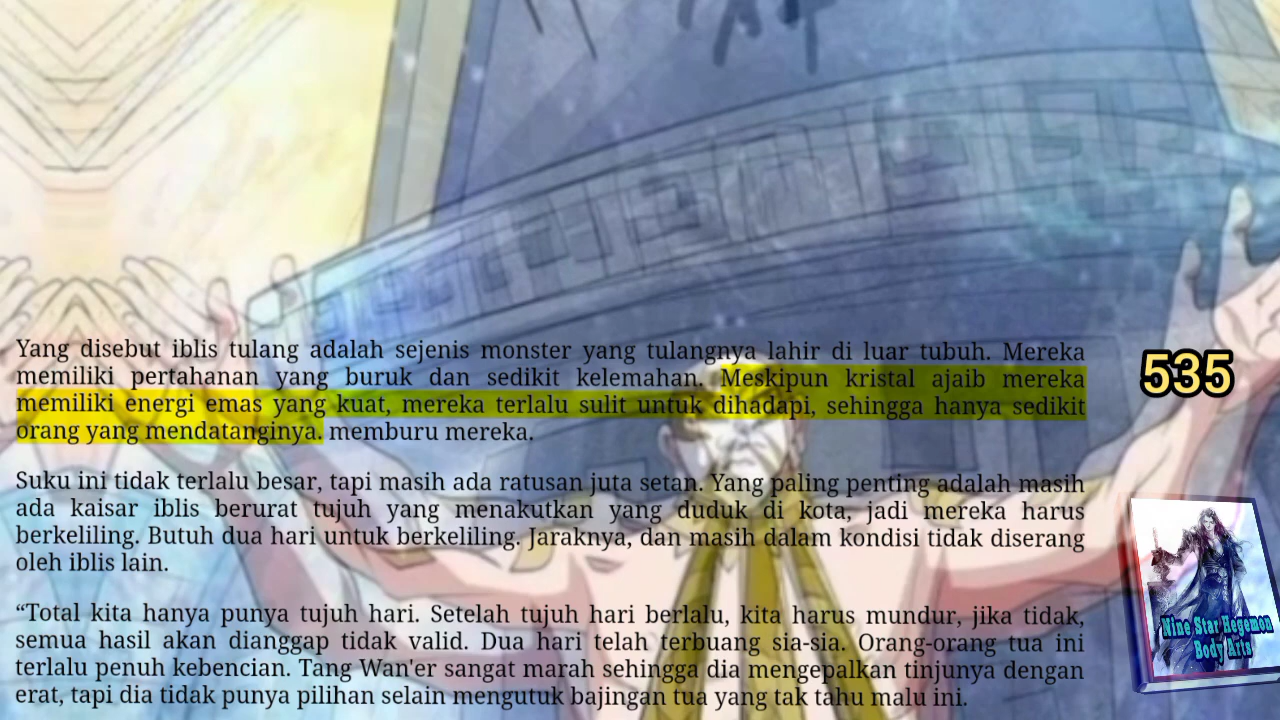 Yang disebut iblis tulang adalah sejenis monster yang tulangnya lahir di luar tubuh. Mereka
memiliki pertahanan yang buruk dan sedikit kelemahan. Meskipun kristal ajaib mereka
memiliki energi emas yang kuat, mereka terlalu sulit untuk dihadapi, sehingga hanya sedikit
orang yang mendatanginya. memburu mereka.
535
Suku ini tidak terlalu besar, tapi masih ada ratusan juta setan. Yang paling penting adalah masih
ada kaisar iblis berurat tujuh yang menakutkan yang duduk di kota, jadi mereka harus
berkeliling. Butuh dua hari untuk berkeliling. Jaraknya, dan masih dalam kondisi tidak diserang
oleh iblis lain.
“Total kita hanya punya tujuh hari. Setelah tujuh hari berlalu, kita harus mundur, jika tidak,
semua hasil akan dianggap tidak valid. Dua hari telah terbuang sia-sia. Orang-orang tua ini
terlalu penuh kebencian. Tang Wan'er sangat marah sehingga dia mengepalkan tinjunya dengan
erat, tapi dia tidak punya pilihan selain mengutuk bajingan tua yang tak tahu malu ini.
Nine Star Hegemon
Body Arts